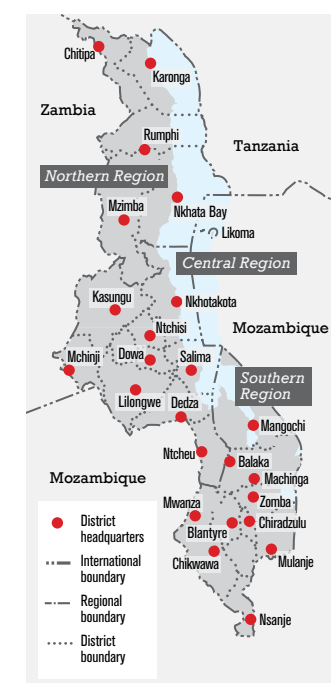 Chitipa
Karonga
Zambia
Rumphi
Tanzania
Northern Region
Mzimba
Nkhata Bay
Likoma
Central Region
Kasungu
Nkhotakota
Ntchisi
Mozambique
Mchinji
Dowa
Salima
Lilongwe
Dedza
Southern
Region
Mangochi
Ntcheu
Balaka
Mozambique
Machinga
Mwanza
Zomba
Blantyre
Chiradzulu
Chikwawa
Mulanje
Nsanje
District
headquarters
International
boundary
Regional
boundary
District
boundary